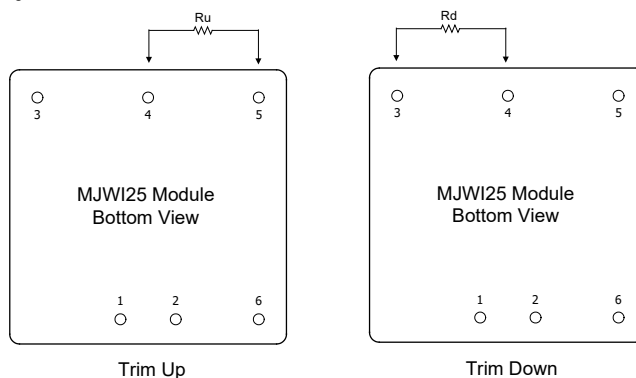 Ru
3 4 5
MJWI25 Module
Bottom View
1 2 6
Trim Up
Rd
3 4 5
MJWI25 Module
Bottom View
1 2 6
Trim Down